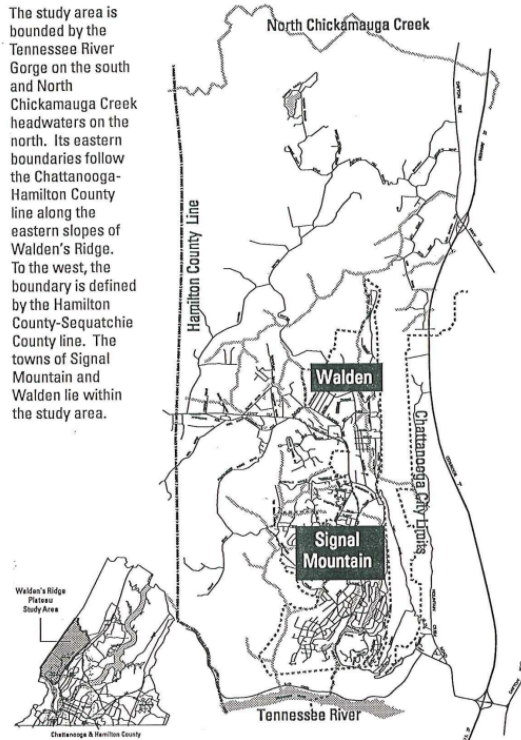 The study area is
bounded by the
Tennessee River
Gorge on the south
and North
Chickamauga Creek
headwaters on the
north. Its eastern
boundaries follow
the Chattanooga-
Hamilton County
line along the
eastern slopes of
Walden's Ridge.
To the west, the
boundary is defined
by the Hamilton
County-Sequatchie
County line. The
towns of Signal
Mountain and
Walden lie within
the study area.
North Chickamauga Creek
Hamilton County Line
Walden
Chattanooga City Limits
Signal
Mountain
Tennessee River
Walden's Ridge
Plateau
Study Area
Chattanooga & Hamilton County